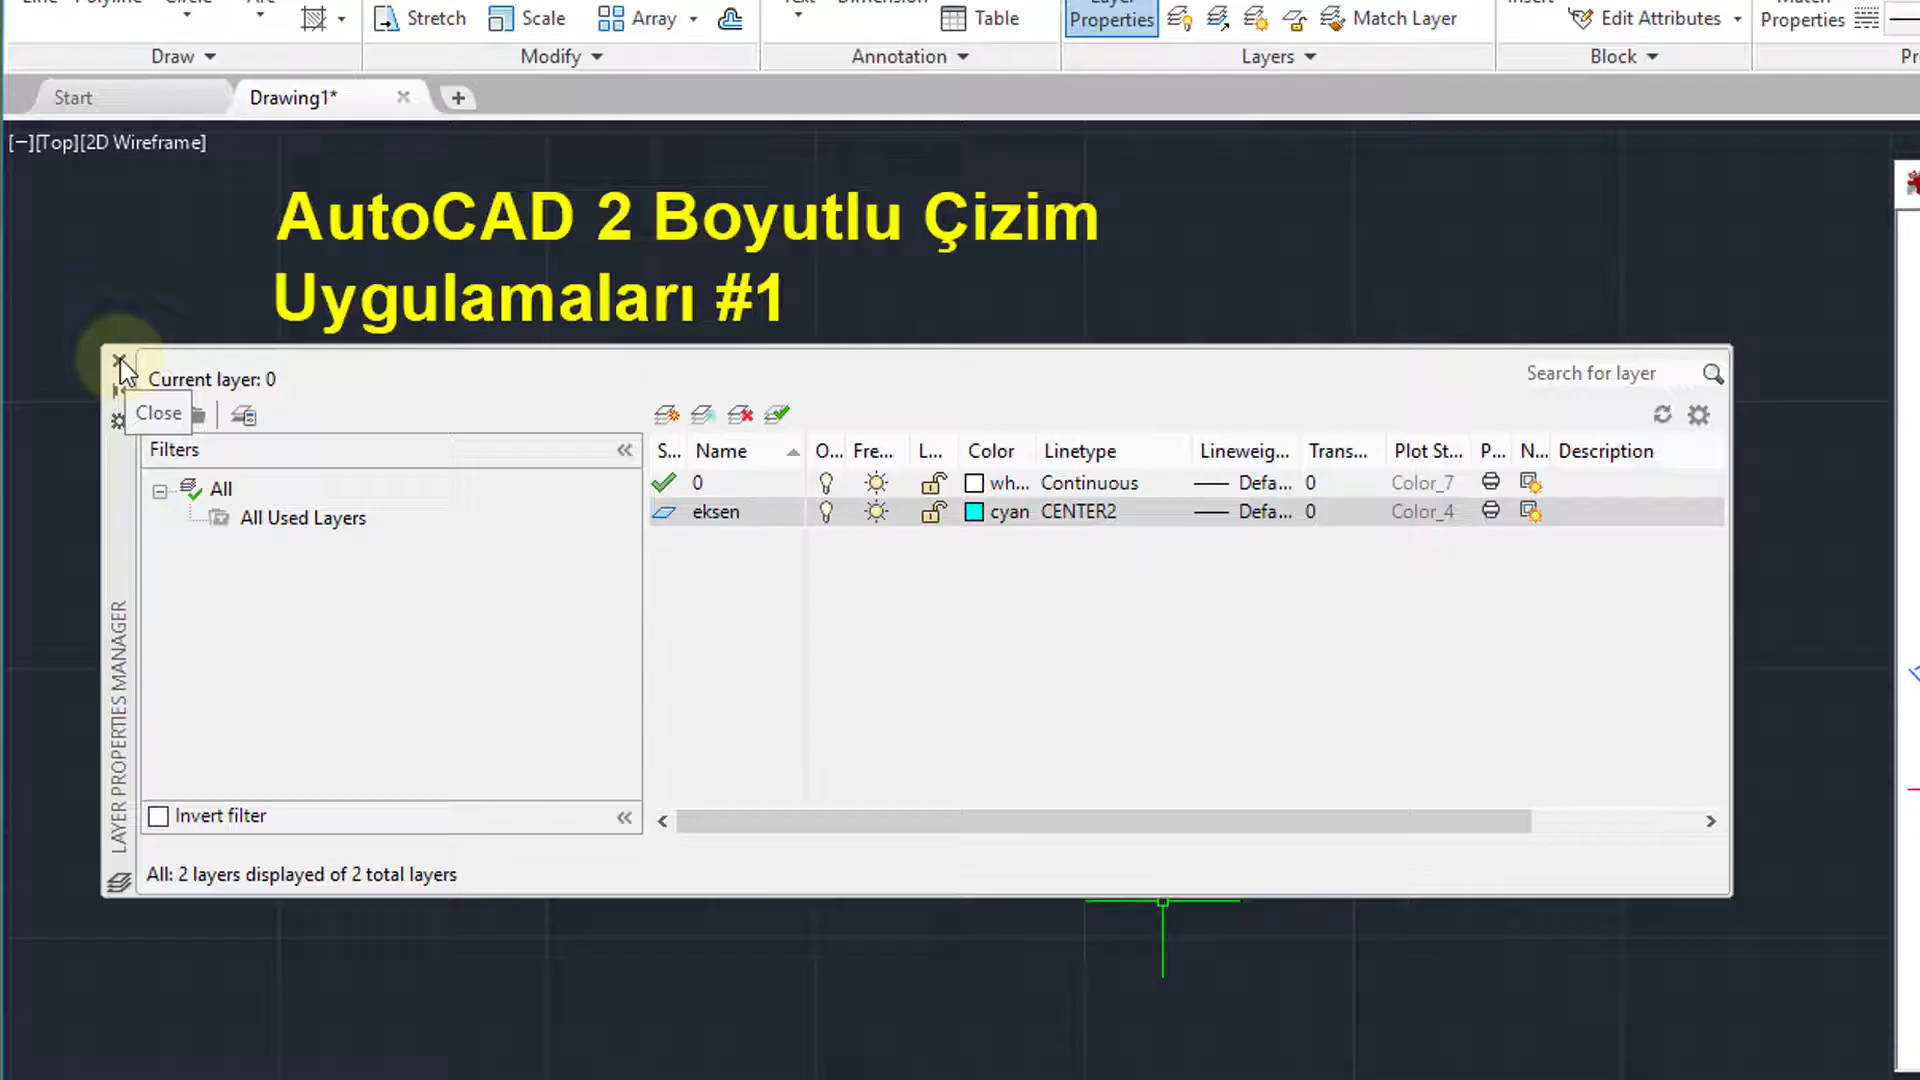 Stretch Scale Array Table Properties Match Layer Edit Attributes Properties
Draw Modify Annotation Layers Block
Start Drawing1* +
[−][Top][2D Wireframe]
AutoCAD 2 Boyutlu Çizim
Uygulamaları #1
Current layer: 0 Search for layer
Close
Filters S... Name O... Fre... L... Color Linetype Lineweig... Trans... Plot St... P... N... Description
All 0 wh... Continuous Defa... 0 Color_7
All Used Layers eksen cyan CENTER2 Defa... 0 Color_4
LAYER PROPERTIES MANAGER
Invert filter
All: 2 layers displayed of 2 total layers